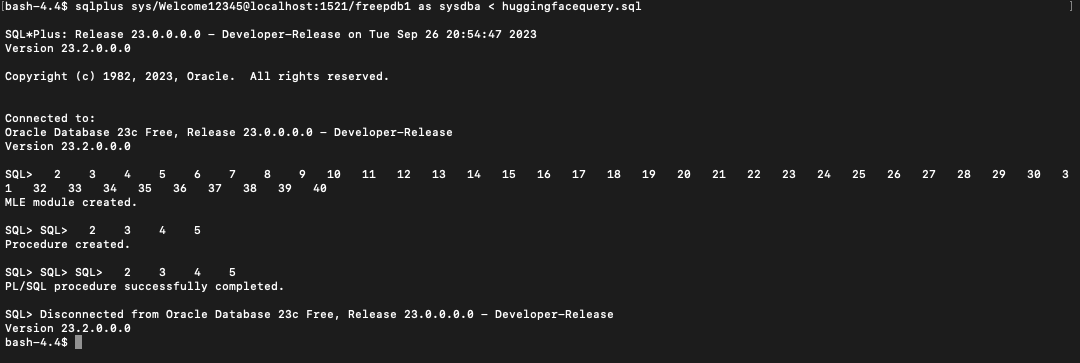 [bash-4.4$ sqlplus sys/Welcome12345@localhost:1521/freepdb1 as sysdba < huggingfacequery.sql ]
SQL*Plus: Release 23.0.0.0.0 - Developer-Release on Tue Sep 26 20:54:47 2023
Version 23.2.0.0.0
Copyright (c) 1982, 2023, Oracle.  All rights reserved.
Connected to:
Oracle Database 23c Free, Release 23.0.0.0.0 - Developer-Release
Version 23.2.0.0.0
SQL>   2    3    4    5    6    7    8    9   10   11   12   13   14   15   16   17   18   19   20   21   22   23   24   25   26   27   28   29   30   3
1   32   33   34   35   36   37   38   39   40
MLE module created.
SQL> SQL>   2    3    4    5
Procedure created.
SQL> SQL> SQL>   2    3    4    5
PL/SQL procedure successfully completed.
SQL> Disconnected from Oracle Database 23c Free, Release 23.0.0.0.0 - Developer-Release
Version 23.2.0.0.0
bash-4.4$